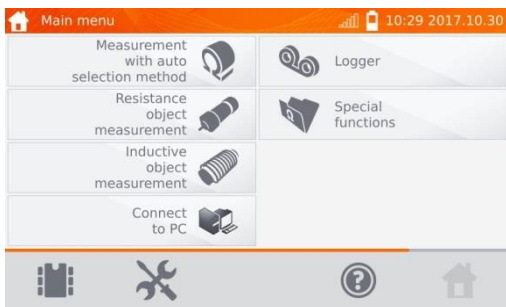 Main menu
10:29 2017.10.30
Measurement
with auto
selection method
Logger
Resistance
object
measurement
Special
functions
Inductive
object
measurement
Connect
to PC